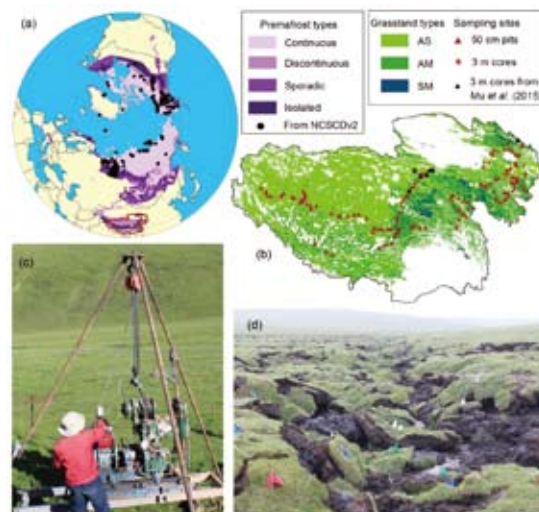 (a)
Permafrost types
Continuous
Discontinuous
Sporadic
Isolated
From NCSCDv2
Grassland types
AS
AM
SM
Sampling sites
50 cm pits
3 m cores
3 m cores from
Mu et al. (2015)
(b)
(c)
(d)